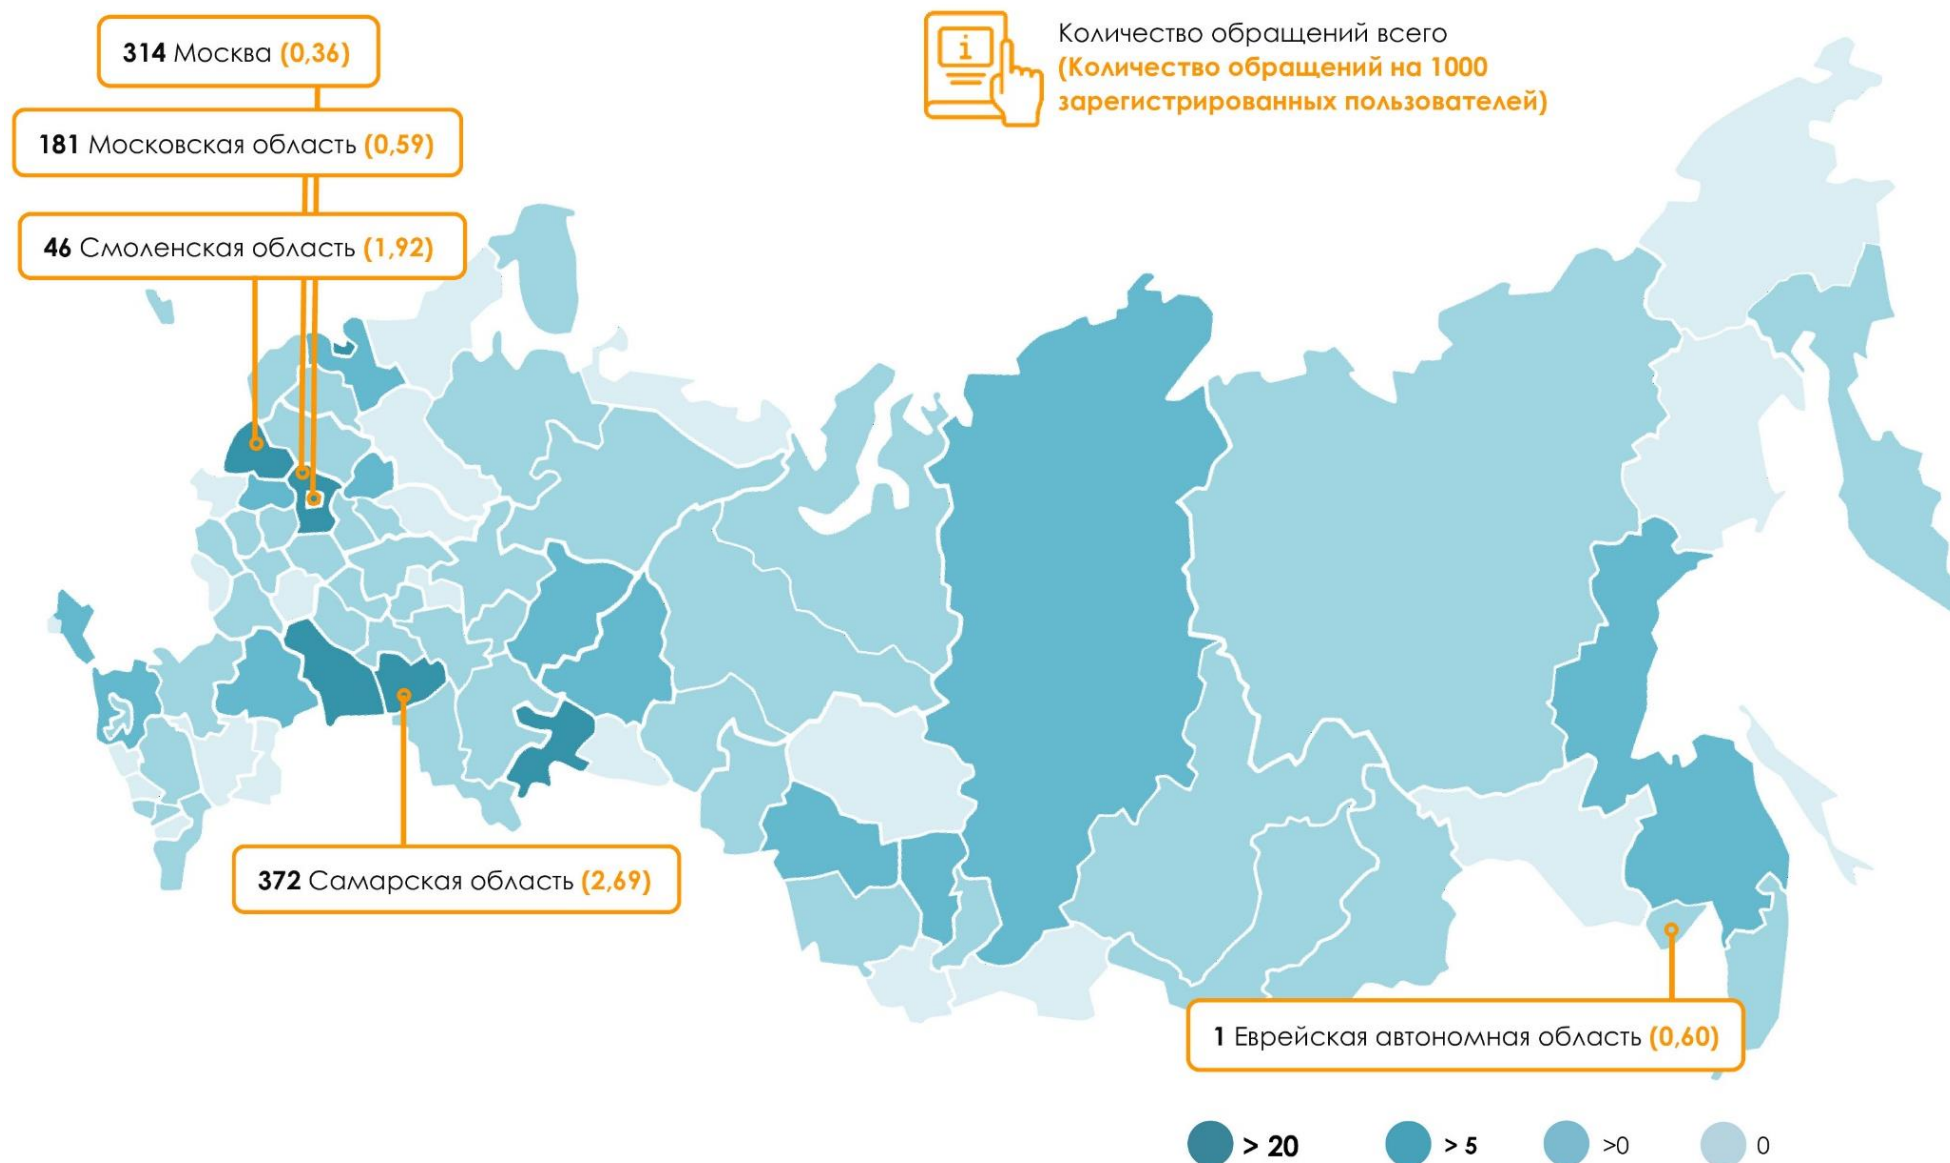 314 Москва (0,36)
181 Московская область (0,59)
46 Смоленская область (1,92)
i
Количество обращений всего
(Количество обращений на 1000
зарегистрированных пользователей)
372 Самарская область (2,69)
1 Еврейская автономная область (0,60)
> 20
> 5
>0
0